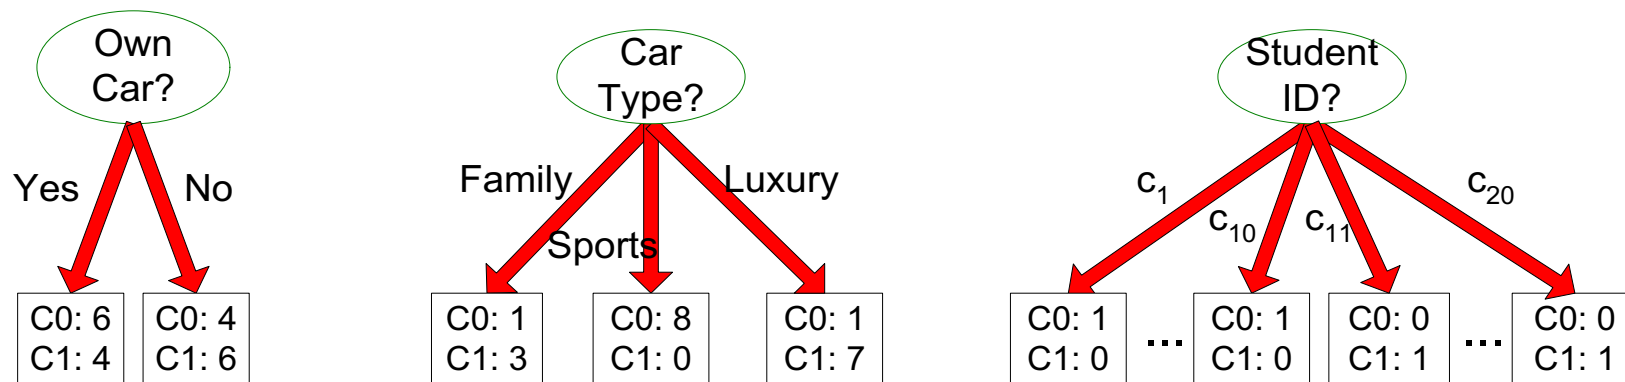 Own
Car?
Yes
No
C0: 6
C1: 4
C0: 4
C1: 6
Car
Type?
Family
Sports
Luxury
C0: 1
C1: 3
C0: 8
C1: 0
C0: 1
C1: 7
Student
ID?
c1
c10
c11
c20
C0: 1
C1: 0
...
C0: 1
C1: 0
C0: 0
C1: 1
...
C0: 0
C1: 1